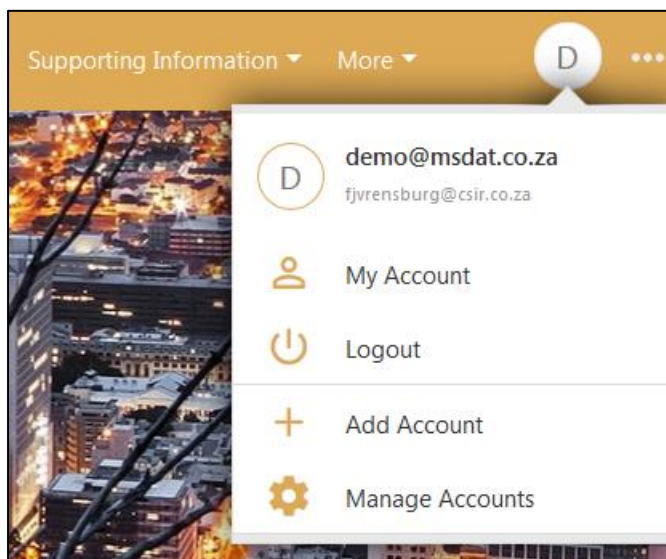 Supporting Information More D
D demo@msdat.co.za
fjvrensburg@csir.co.za
My Account
Logout
Add Account
Manage Accounts